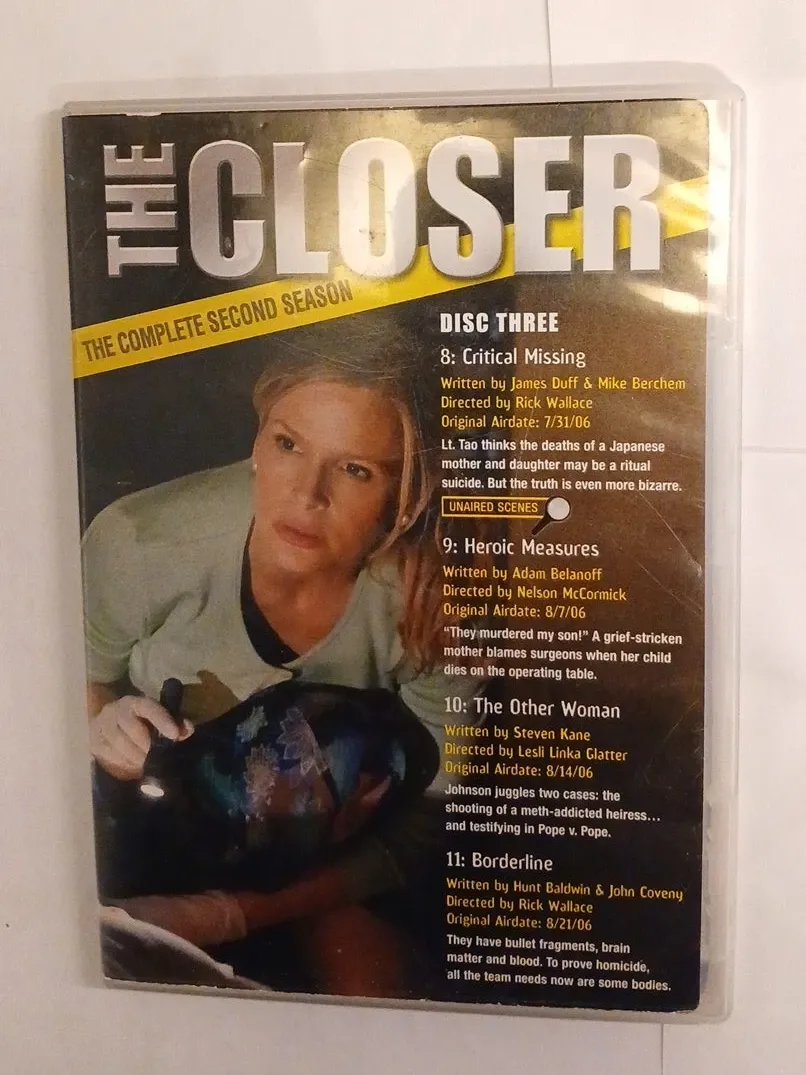 THE CLOSER
THE COMPLETE SECOND SEASON
DISC THREE
8: Critical Missing
Written by James Duff & Mike Berchem
Directed by Rick Wallace
Original Airdate: 7/31/06
Lt. Tao thinks the deaths of a Japanese
mother and daughter may be a ritual
suicide. But the truth is even more bizarre.
UNAIRED SCENES
9: Heroic Measures
Written by Adam Belanoff
Directed by Nelson McCormick
Original Airdate: 8/7/06
“They murdered my son!” A grief-stricken
mother blames surgeons when her child
dies on the operating table.
10: The Other Woman
Written by Steven Kane
Directed by Lesli Linka Glatter
Original Airdate: 8/14/06
Johnson juggles two cases: the
shooting of a meth-addicted heiress...
and testifying in Pope v. Pope.
11: Borderline
Written by Hunt Baldwin & John Coveny
Directed by Rick Wallace
Original Airdate: 8/21/06
They have bullet fragments, brain
matter and blood. To prove homicide,
all the team needs now are some bodies.